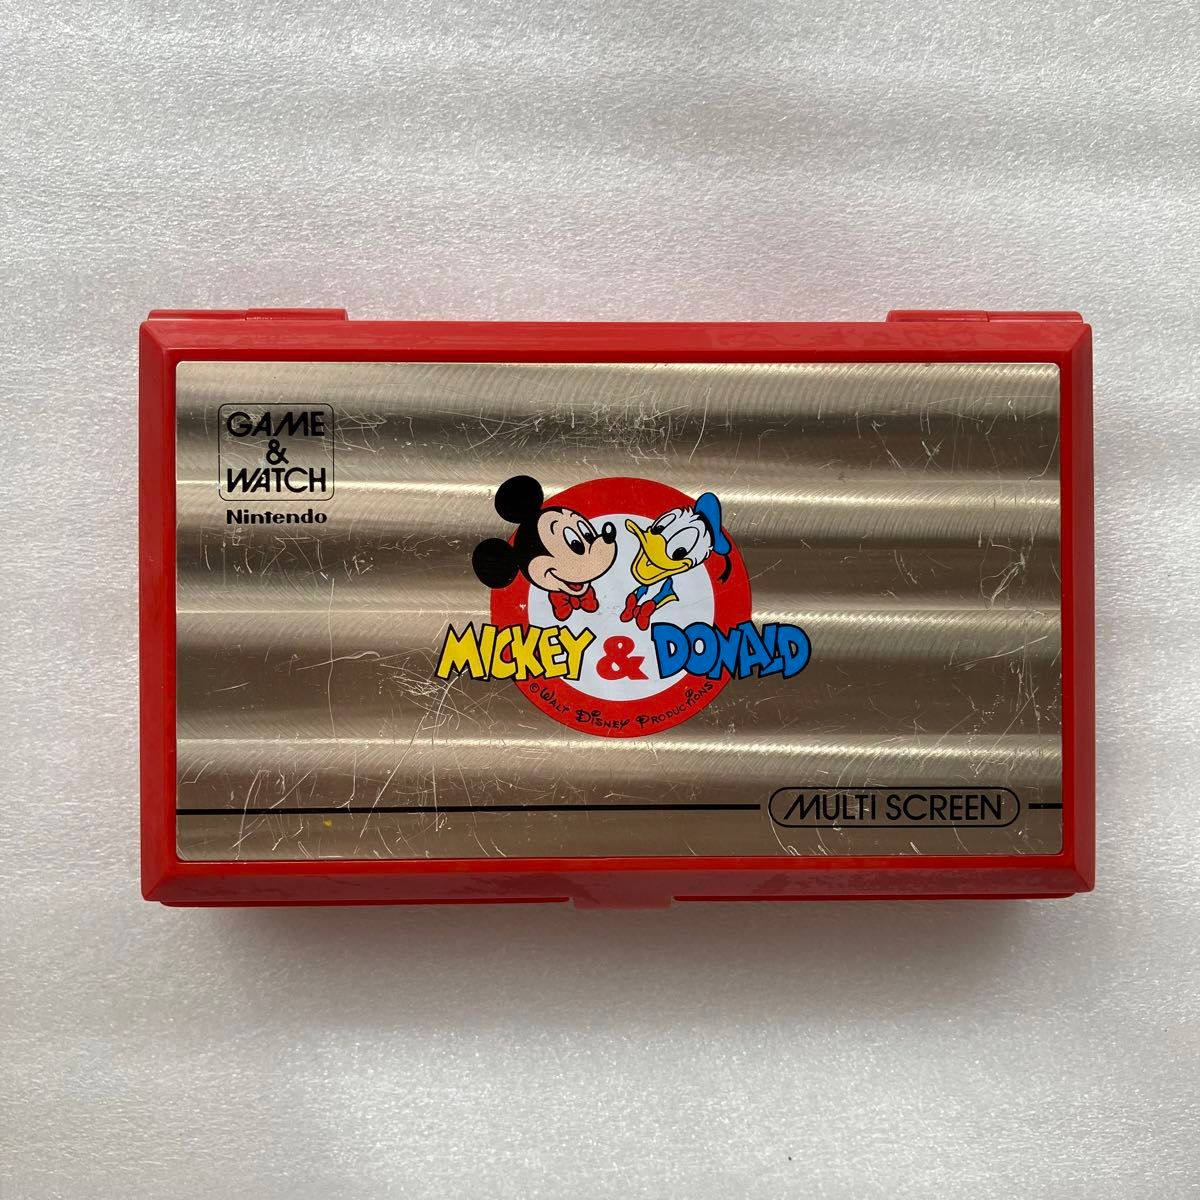 GAME
&
WATCH
Nintendo
MICKEY & DONALD
© WALT DISNEY PRODUCTIONS
MULTI SCREEN